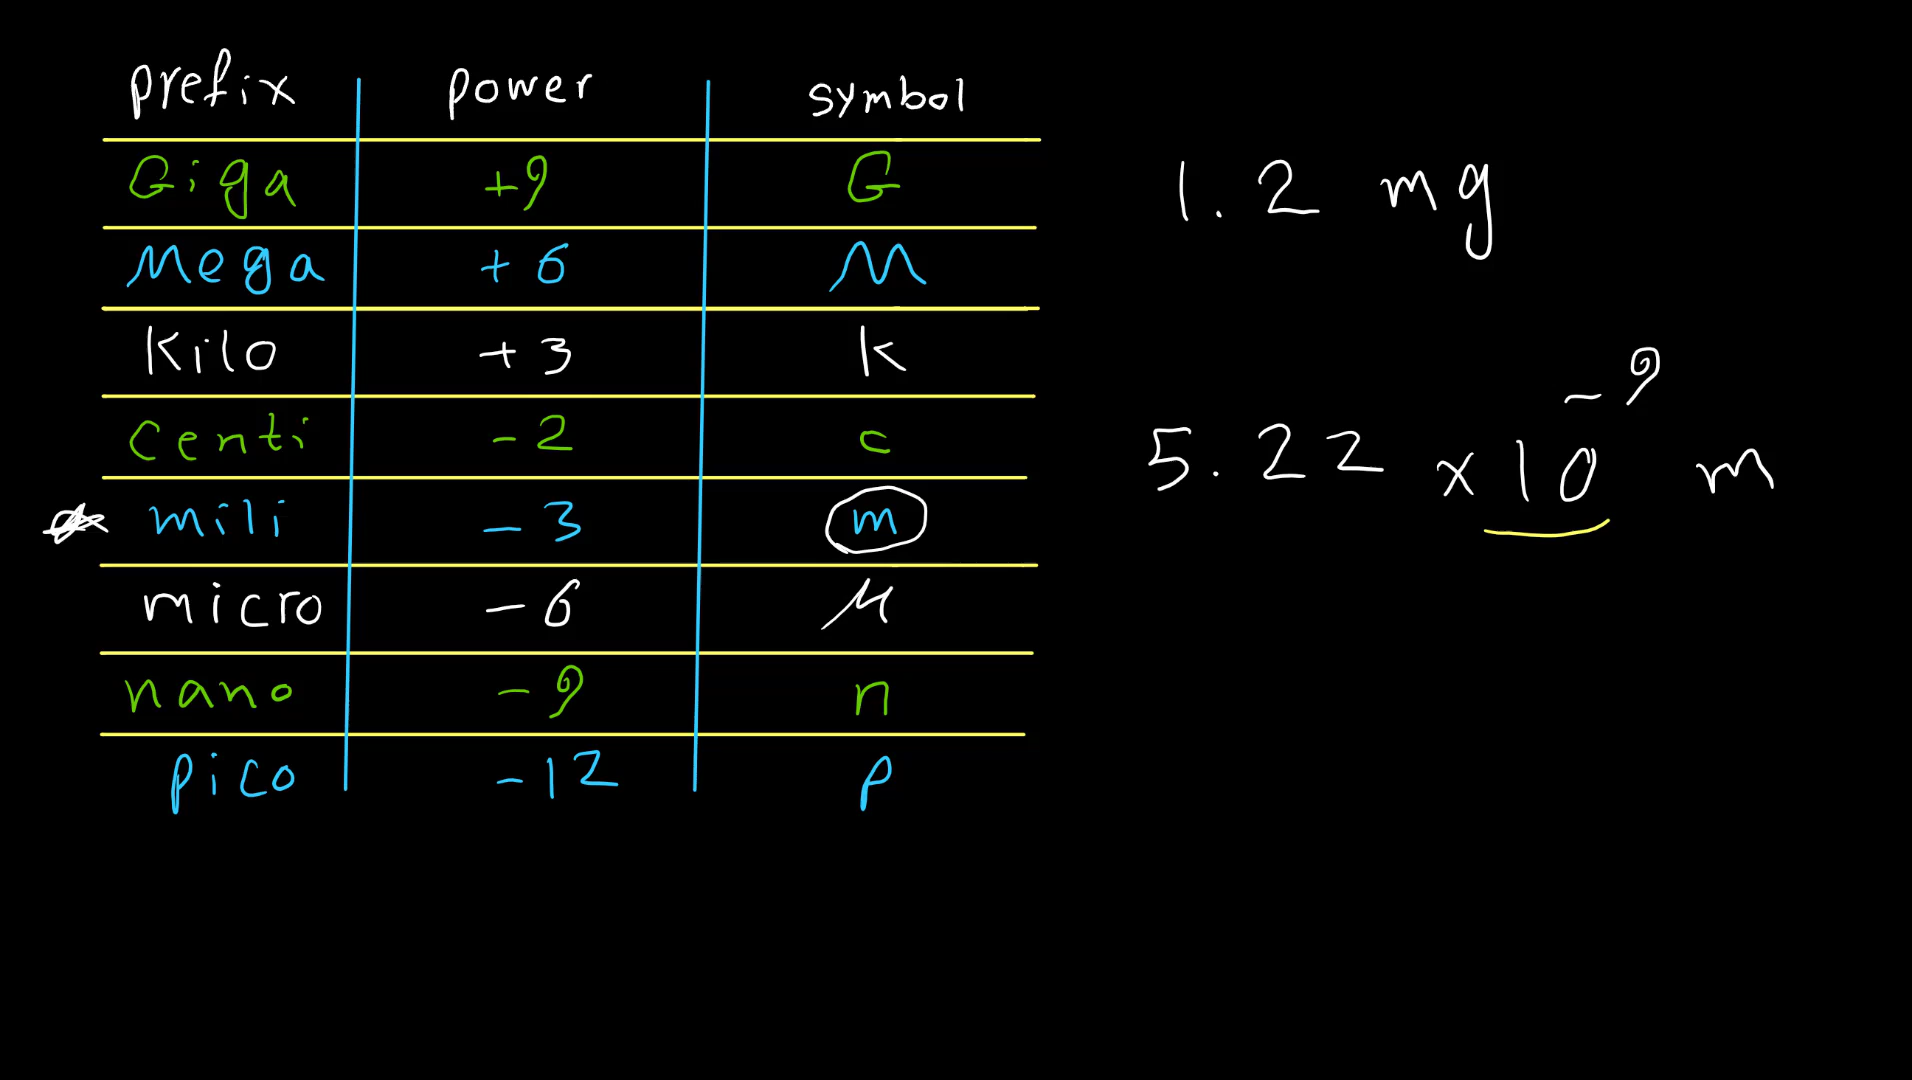 prefix power symbol
Giga +9 G
Mega +6 M
Kilo +3 k
centi -2 c
mili -3 m
micro -6 μ
nano -9 n
pico -12 p
1.2 mg
5.22 x10⁻⁹ m